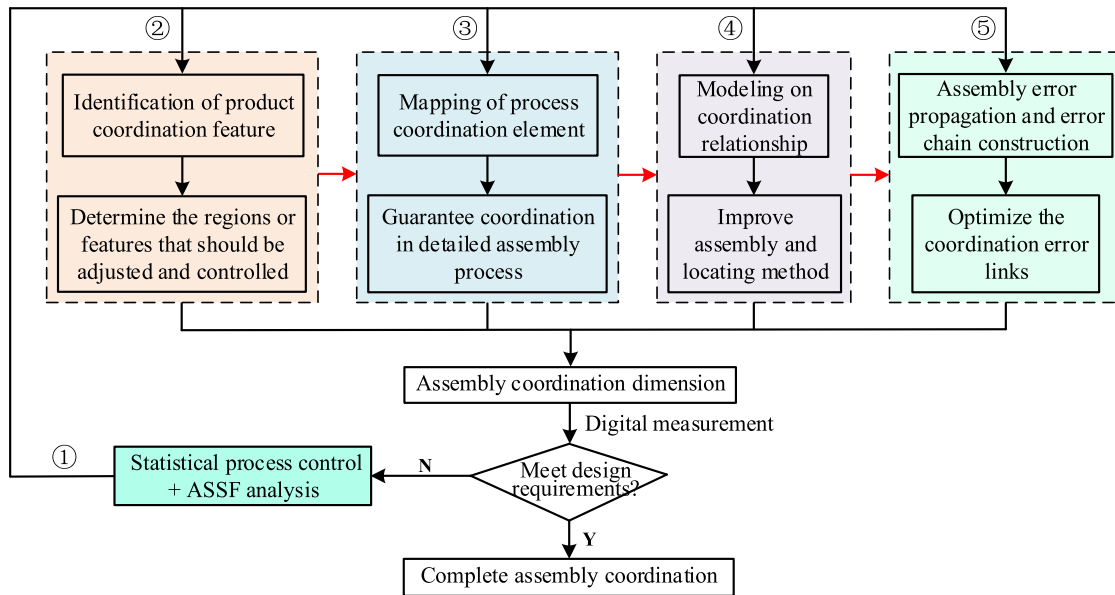 ②
③
④
⑤
Identification of product
coordination feature
Determine the regions or
features that should be
adjusted and controlled
Mapping of process
coordination element
Guarantee coordination
in detailed assembly
process
Modeling on
coordination
relationship
Improve
assembly and
locating method
Assembly error
propagation and error
chain construction
Optimize the
coordination error
links
Assembly coordination dimension
Digital measurement
①
Statistical process control
+ ASSF analysis
N
Meet design
requirements?
Y
Complete assembly coordination